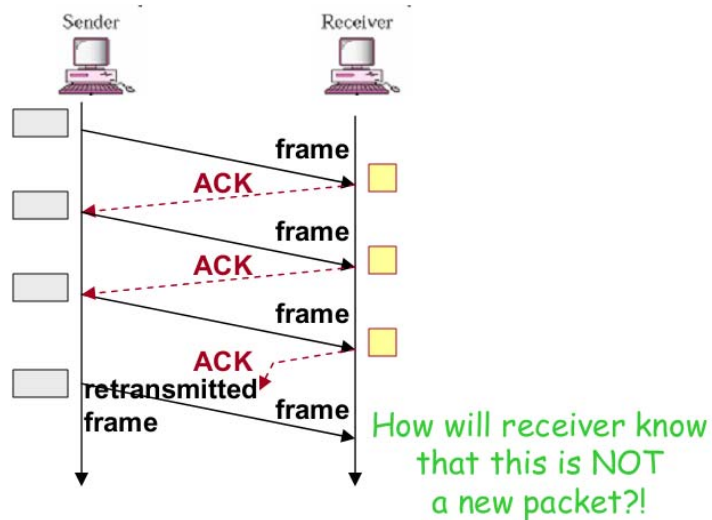 Sender
Receiver
frame
ACK
frame
ACK
frame
ACK
retransmitted
frame
frame
How will receiver know
that this is NOT
a new packet?!